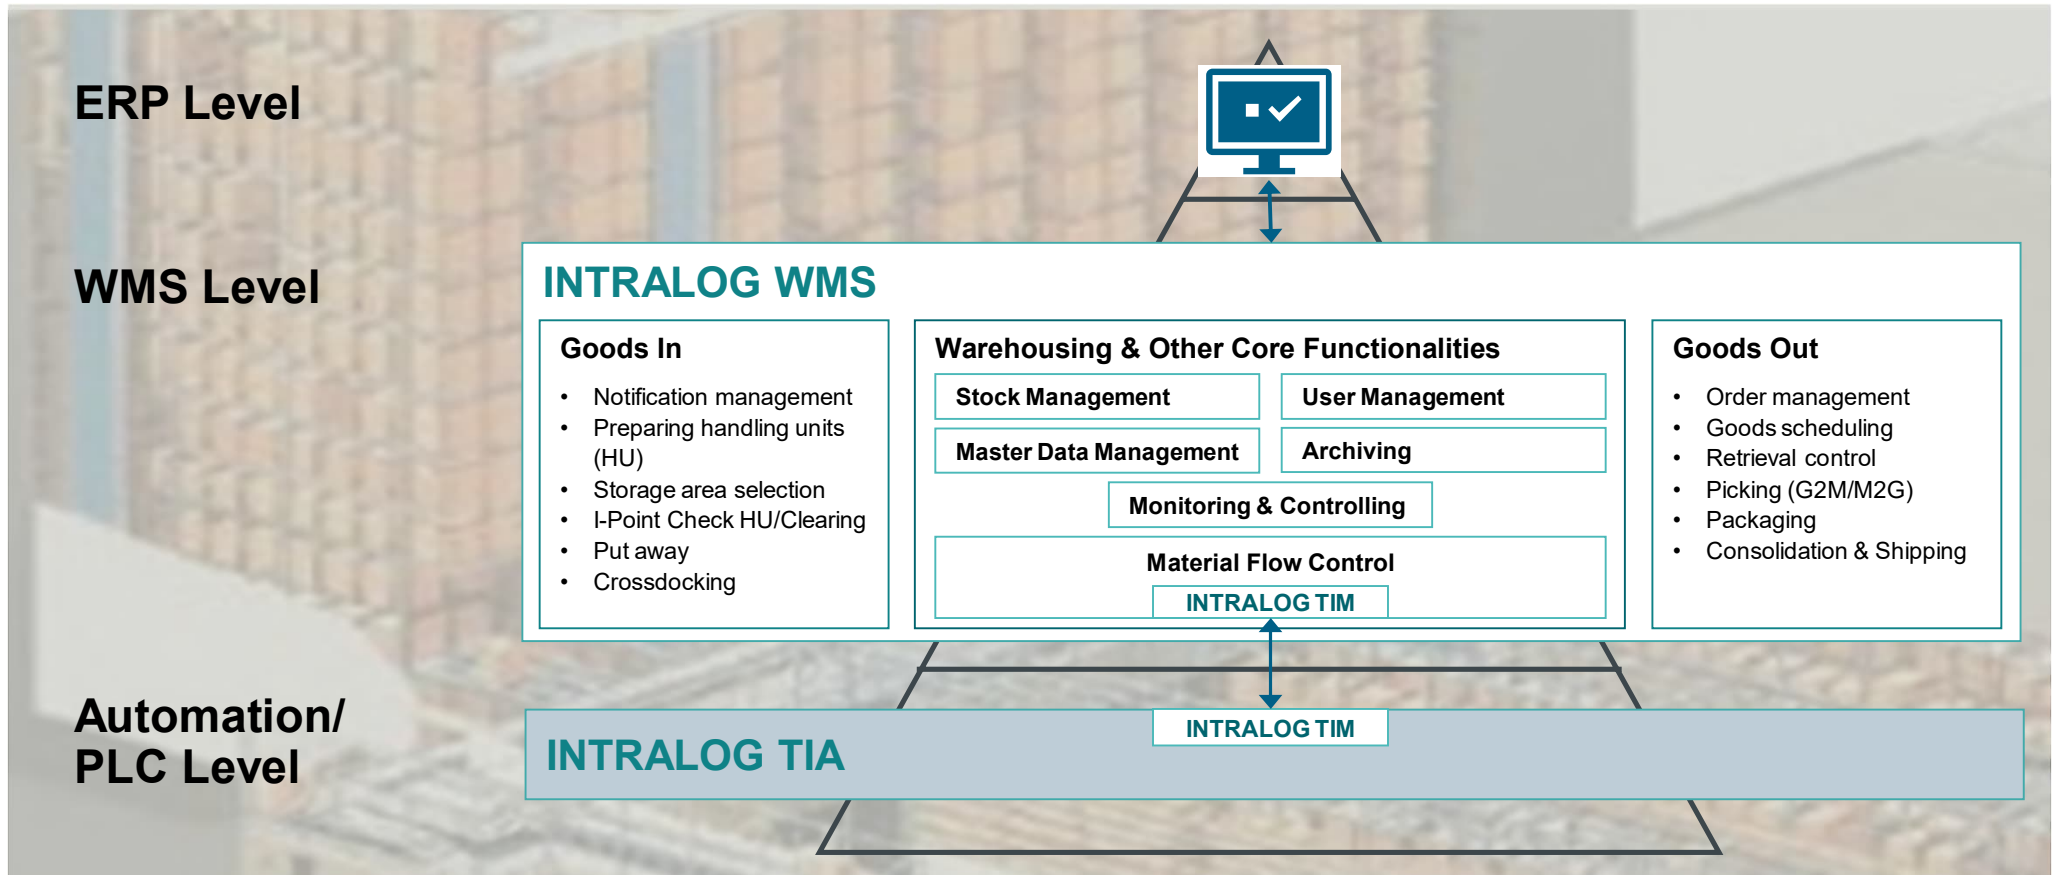 ERP Level
WMS Level
INTRALOG WMS
Goods In
• Notification management
• Preparing handling units
(HU)
• Storage area selection
• I-Point Check HU/Clearing
• Put away
• Crossdocking
Warehousing & Other Core Functionalities
Stock Management
User Management
Master Data Management
Archiving
Monitoring & Controlling
Material Flow Control
INTRALOG TIM
Goods Out
• Order management
• Goods scheduling
• Retrieval control
• Picking (G2M/M2G)
• Packaging
• Consolidation & Shipping
Automation/
PLC Level
INTRALOG TIM
INTRALOG TIA